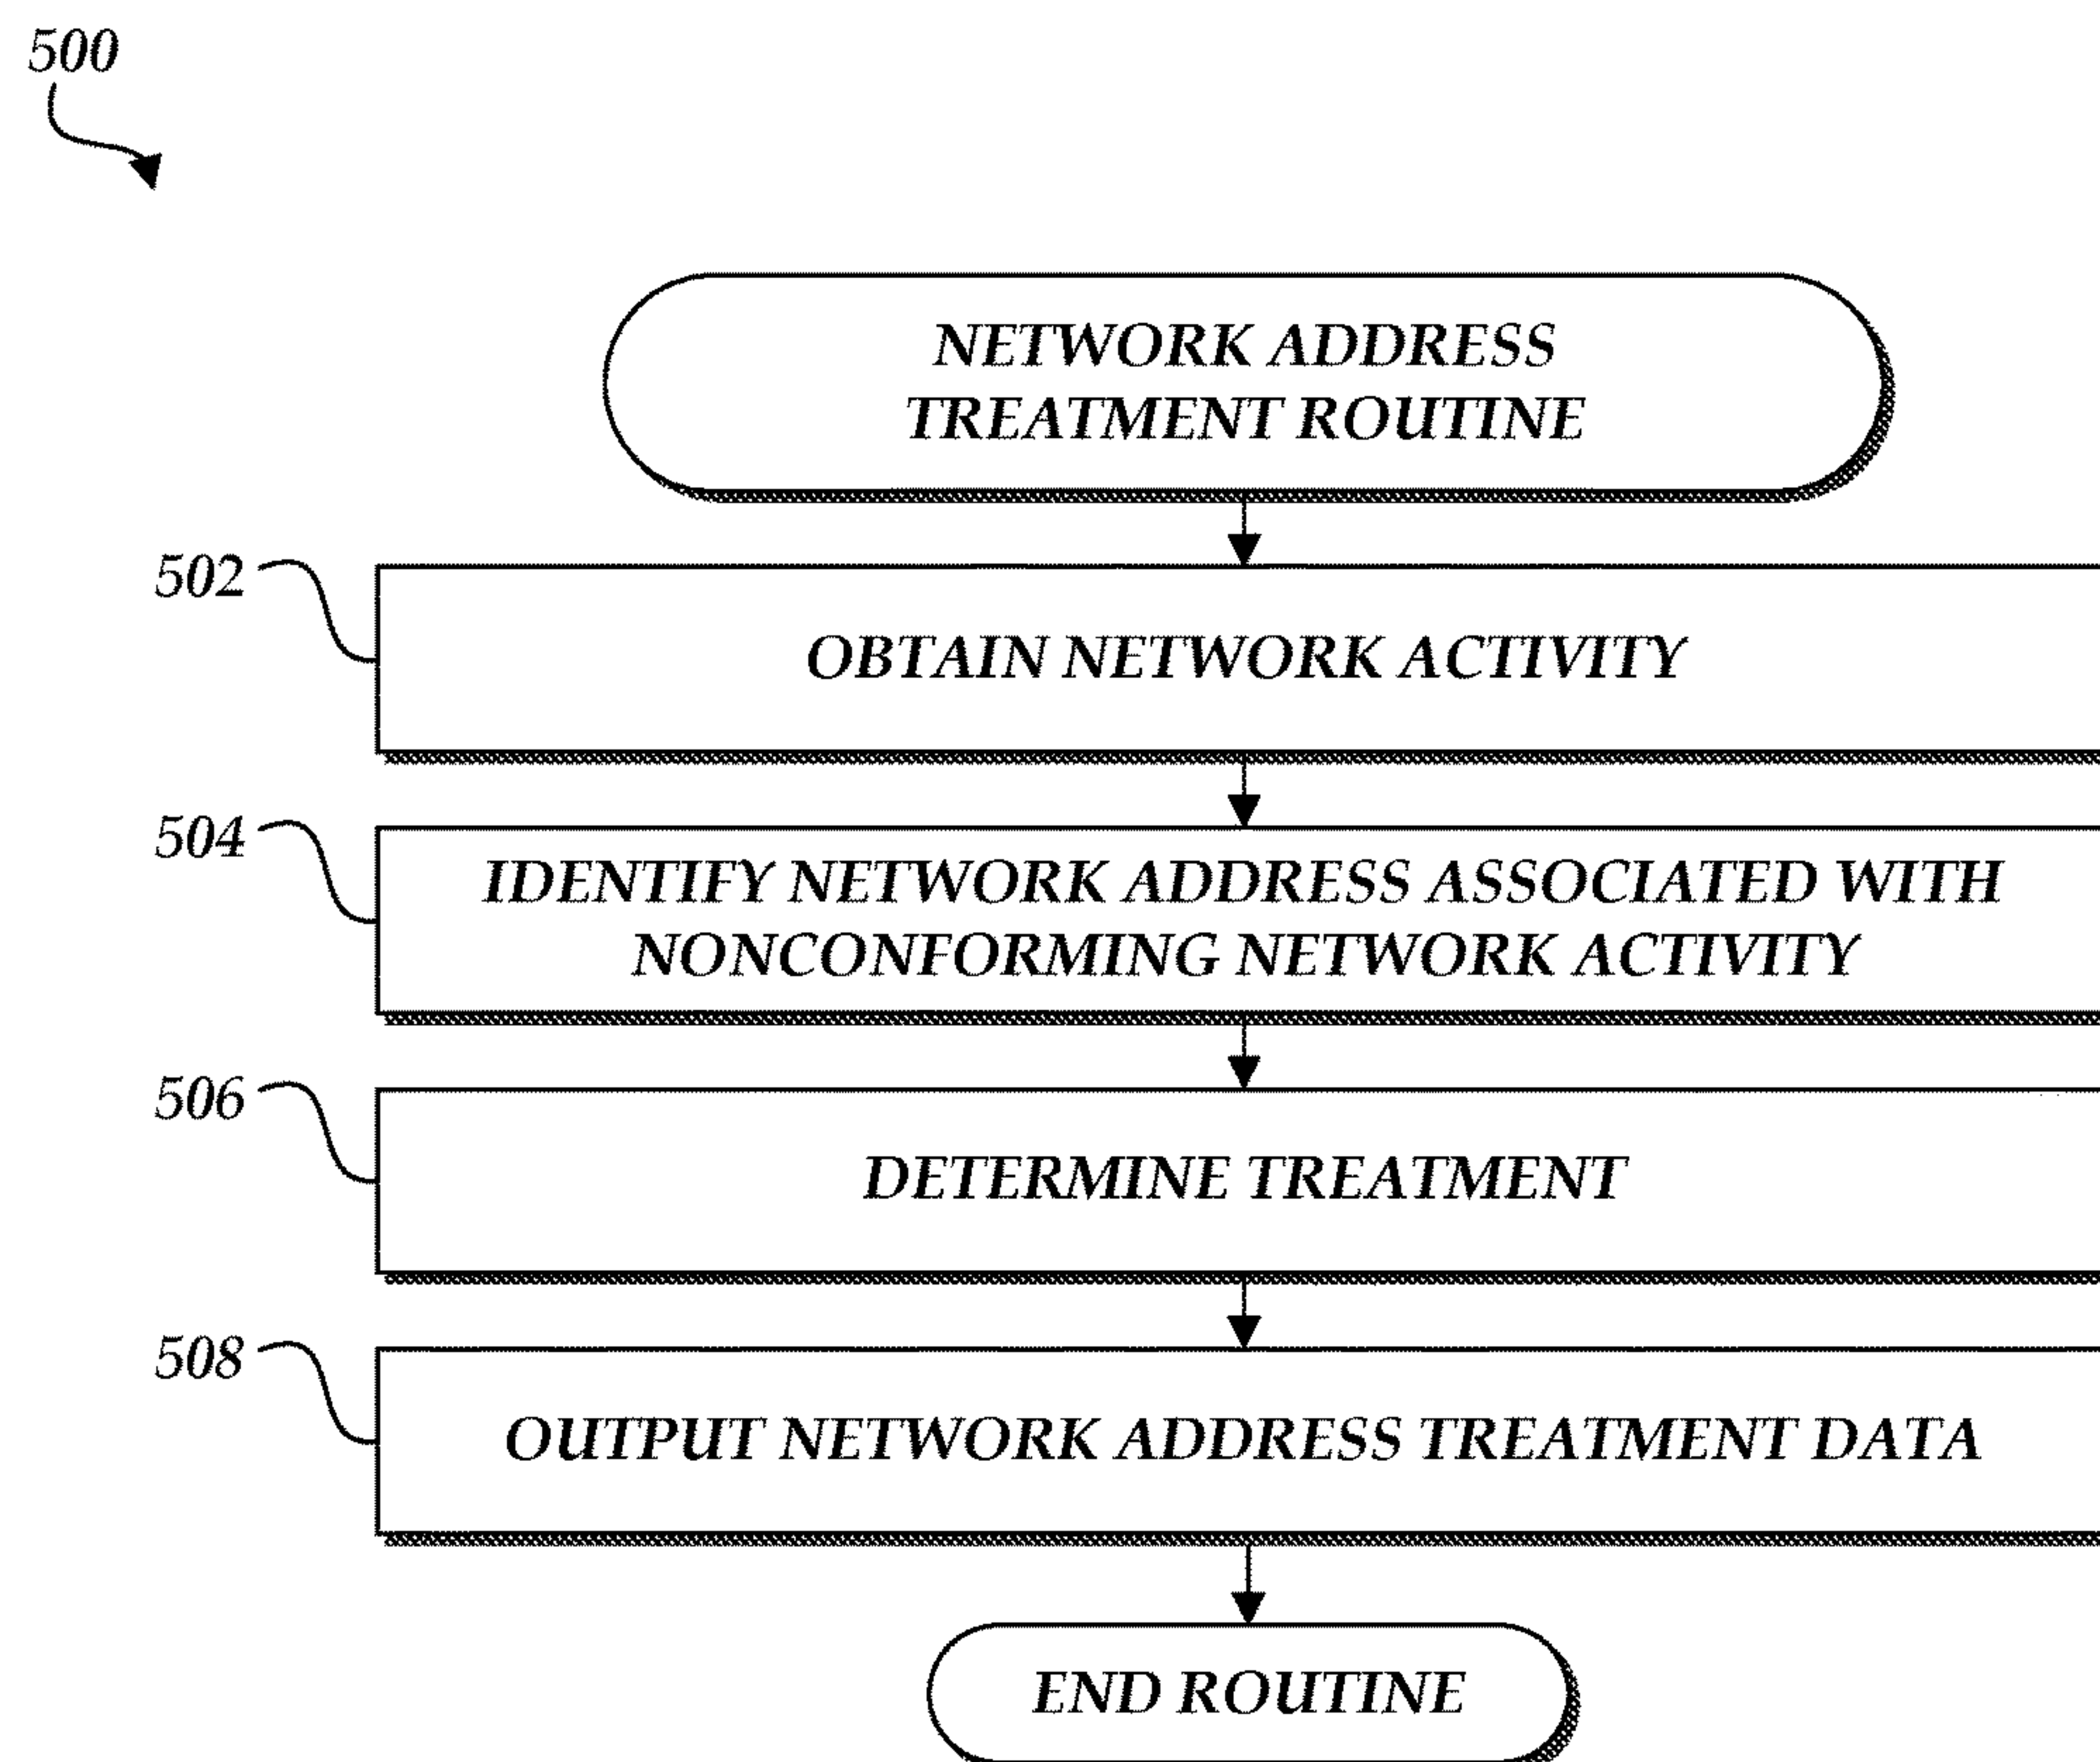 500
NETWORK ADDRESS
TREATMENT ROUTINE
502
OBTAIN NETWORK ACTIVITY
504
IDENTIFY NETWORK ADDRESS ASSOCIATED WITH
NONCONFORMING NETWORK ACTIVITY
506
DETERMINE TREATMENT
508
OUTPUT NETWORK ADDRESS TREATMENT DATA
END ROUTINE